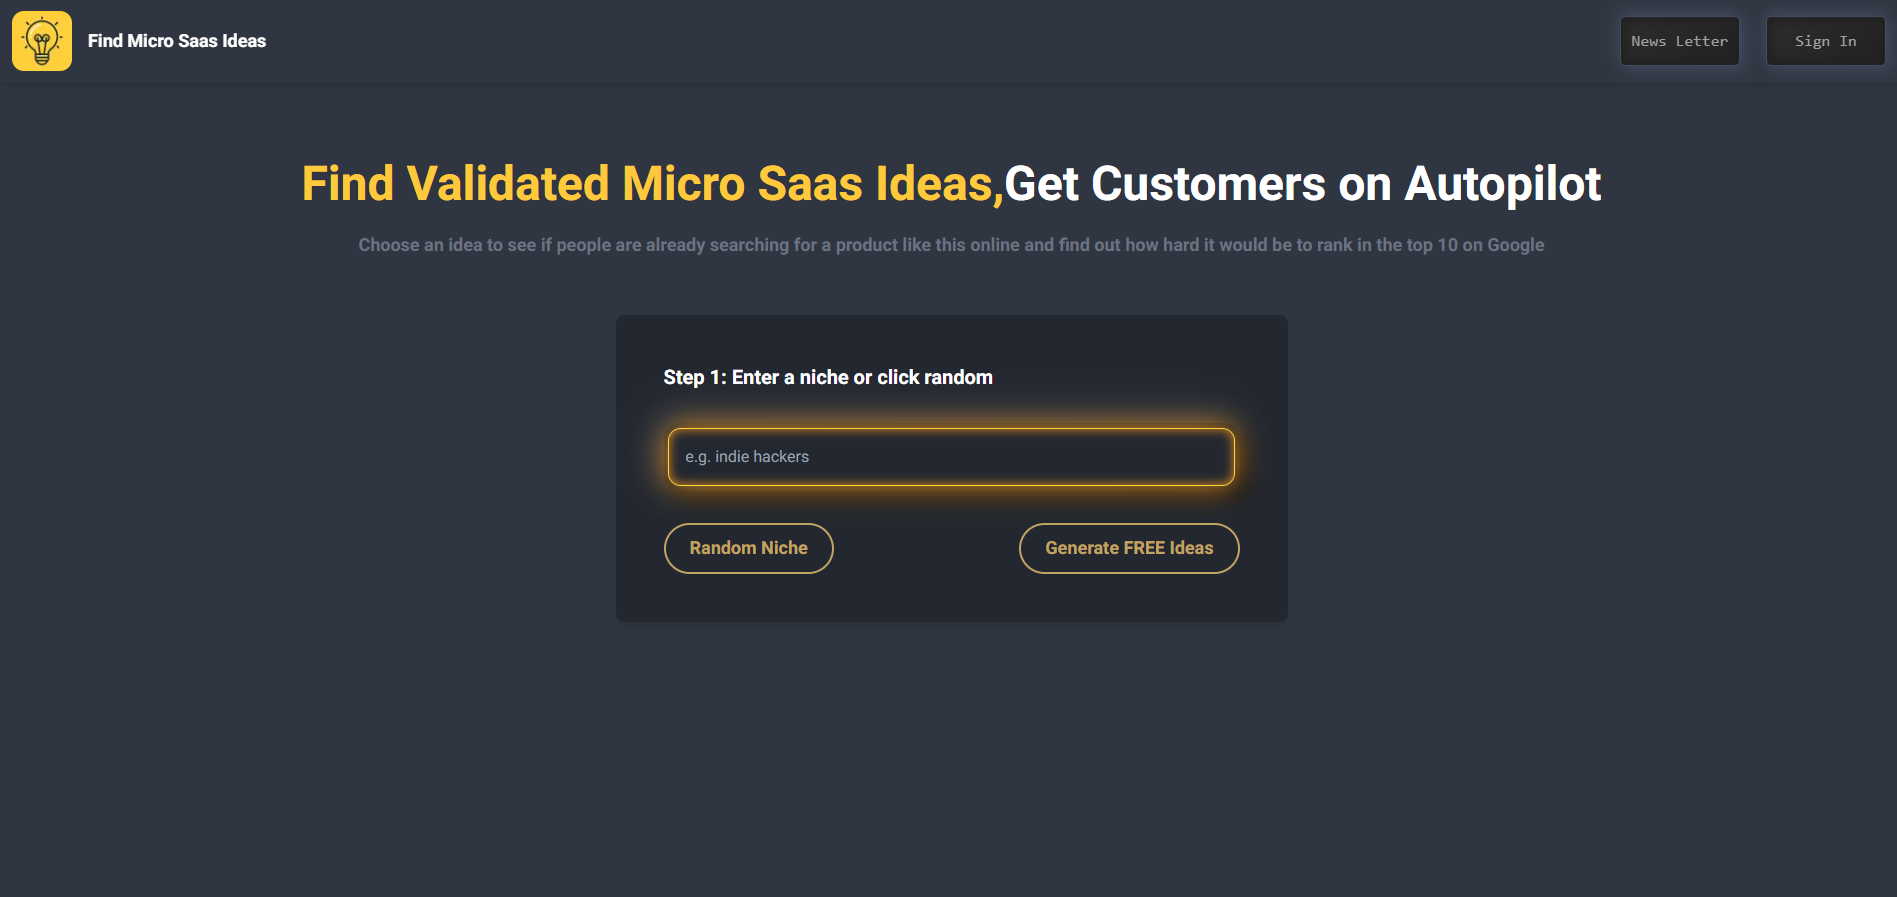 Find Micro Saas Ideas
News Letter
Sign In
Find Validated Micro Saas Ideas,Get Customers on Autopilot
Choose an idea to see if people are already searching for a product like this online and find out how hard it would be to rank in the top 10 on Google
Step 1: Enter a niche or click random
e.g. indie hackers
Random Niche
Generate FREE Ideas